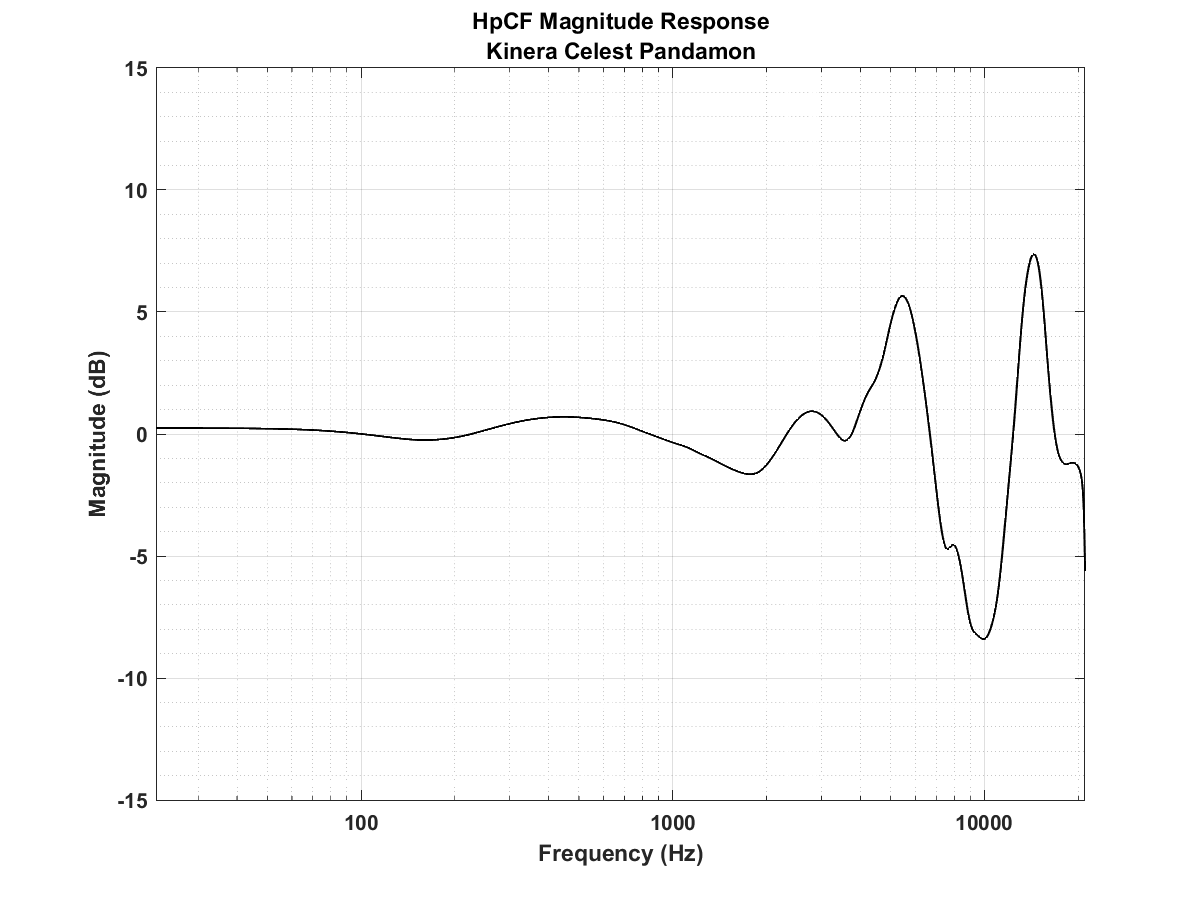 HpCF Magnitude Response
Kinera Celest Pandamon
15
10
5
0
-5
-10
-15
Magnitude (dB)
100 1000 10000
Frequency (Hz)